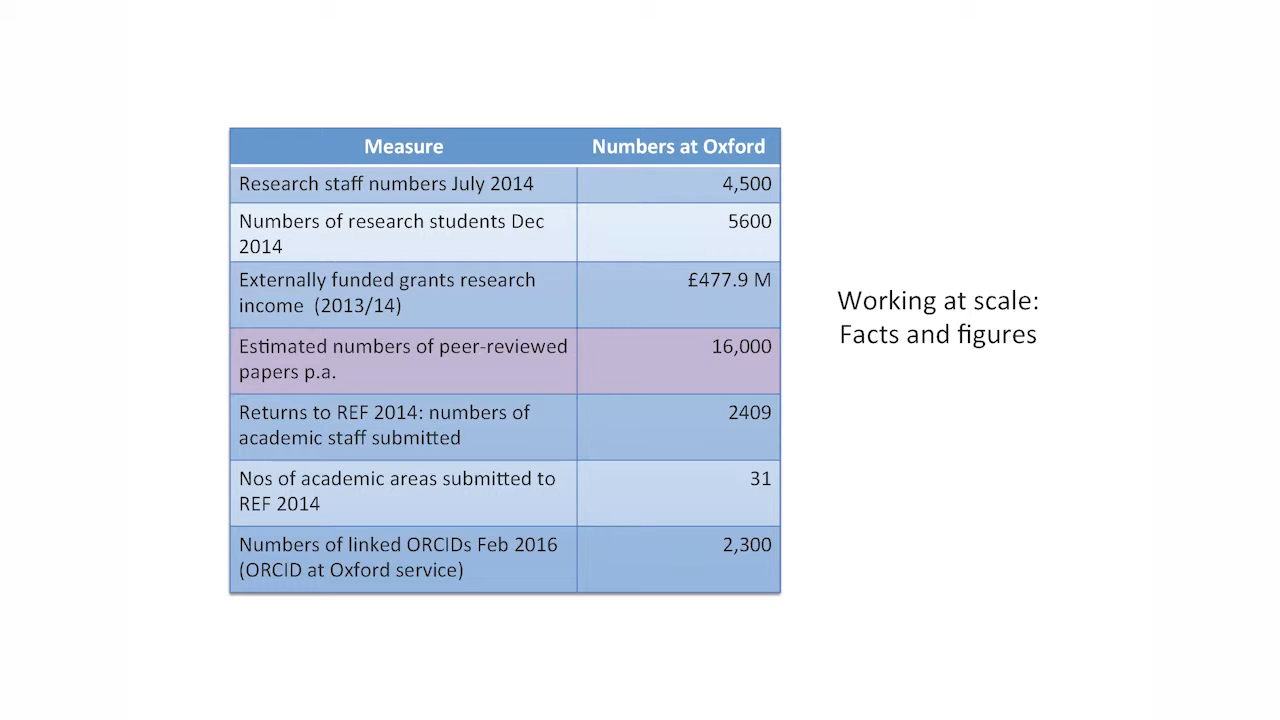 Measure Numbers at Oxford
Research staff numbers July 2014 4,500
Numbers of research students Dec 5600
2014
Externally funded grants research £477.9 M
income (2013/14)
Estimated numbers of peer-reviewed 16,000
papers p.a.
Returns to REF 2014: numbers of 2409
academic staff submitted
Nos of academic areas submitted to 31
REF 2014
Numbers of linked ORCIDs Feb 2016 2,300
(ORCID at Oxford service)
Working at scale:
Facts and figures